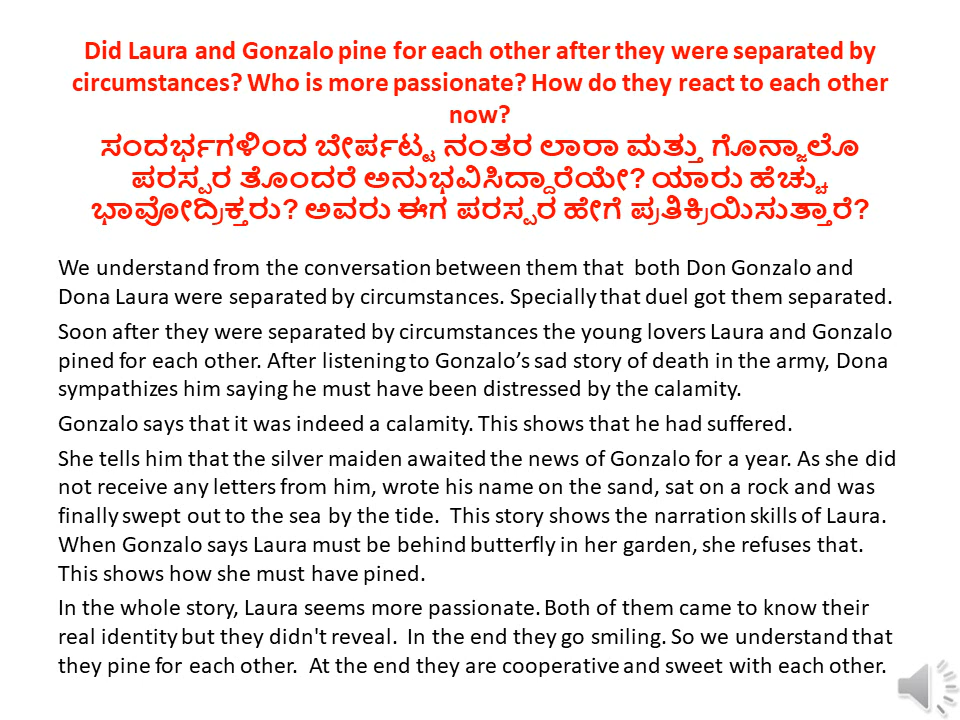 Did Laura and Gonzalo pine for each other after they were separated by
circumstances? Who is more passionate? How do they react to each other
now?
ಸಂದರ್ಭಗಳಿಂದ ಬೇರ್ಪಟ್ಟ ನಂತರ ಲಾರಾ ಮತ್ತು ಗೊನ್ಜಾಲೊ
ಪರಸ್ಪರ ತೊಂದರೆ ಅನುಭವಿಸಿದ್ದಾರೆಯೇ? ಯಾರು ಹೆಚ್ಚು
ಭಾವೋದ್ರಿಕ್ತರು? ಅವರು ಈಗ ಪರಸ್ಪರ ಹೇಗೆ ಪ್ರತಿಕ್ರಿಯಿಸುತ್ತಾರೆ?
We understand from the conversation between them that both Don Gonzalo and
Dona Laura were separated by circumstances. Specially that duel got them separated.
Soon after they were separated by circumstances the young lovers Laura and Gonzalo
pined for each other. After listening to Gonzalo’s sad story of death in the army, Dona
sympathizes him saying he must have been distressed by the calamity.
Gonzalo says that it was indeed a calamity. This shows that he had suffered.
She tells him that the silver maiden awaited the news of Gonzalo for a year. As she did
not receive any letters from him, wrote his name on the sand, sat on a rock and was
finally swept out to the sea by the tide. This story shows the narration skills of Laura.
When Gonzalo says Laura must be behind butterfly in her garden, she refuses that.
This shows how she must have pined.
In the whole story, Laura seems more passionate. Both of them came to know their
real identity but they didn't reveal. In the end they go smiling. So we understand that
they pine for each other. At the end they are cooperative and sweet with each other.